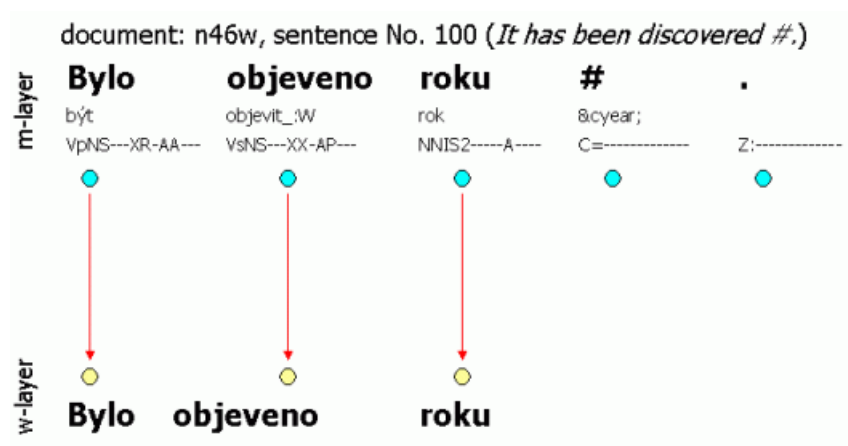 document: n46w, sentence No. 100 (It has been discovered #.)
m-layer
Bylo objeveno roku # .
být objevit_:W rok &cyear;
VpNS---XR-AA--- VsNS---XX-AP--- NNIS2-----A---- C=------------- Z:-------------
w-layer
Bylo objeveno roku